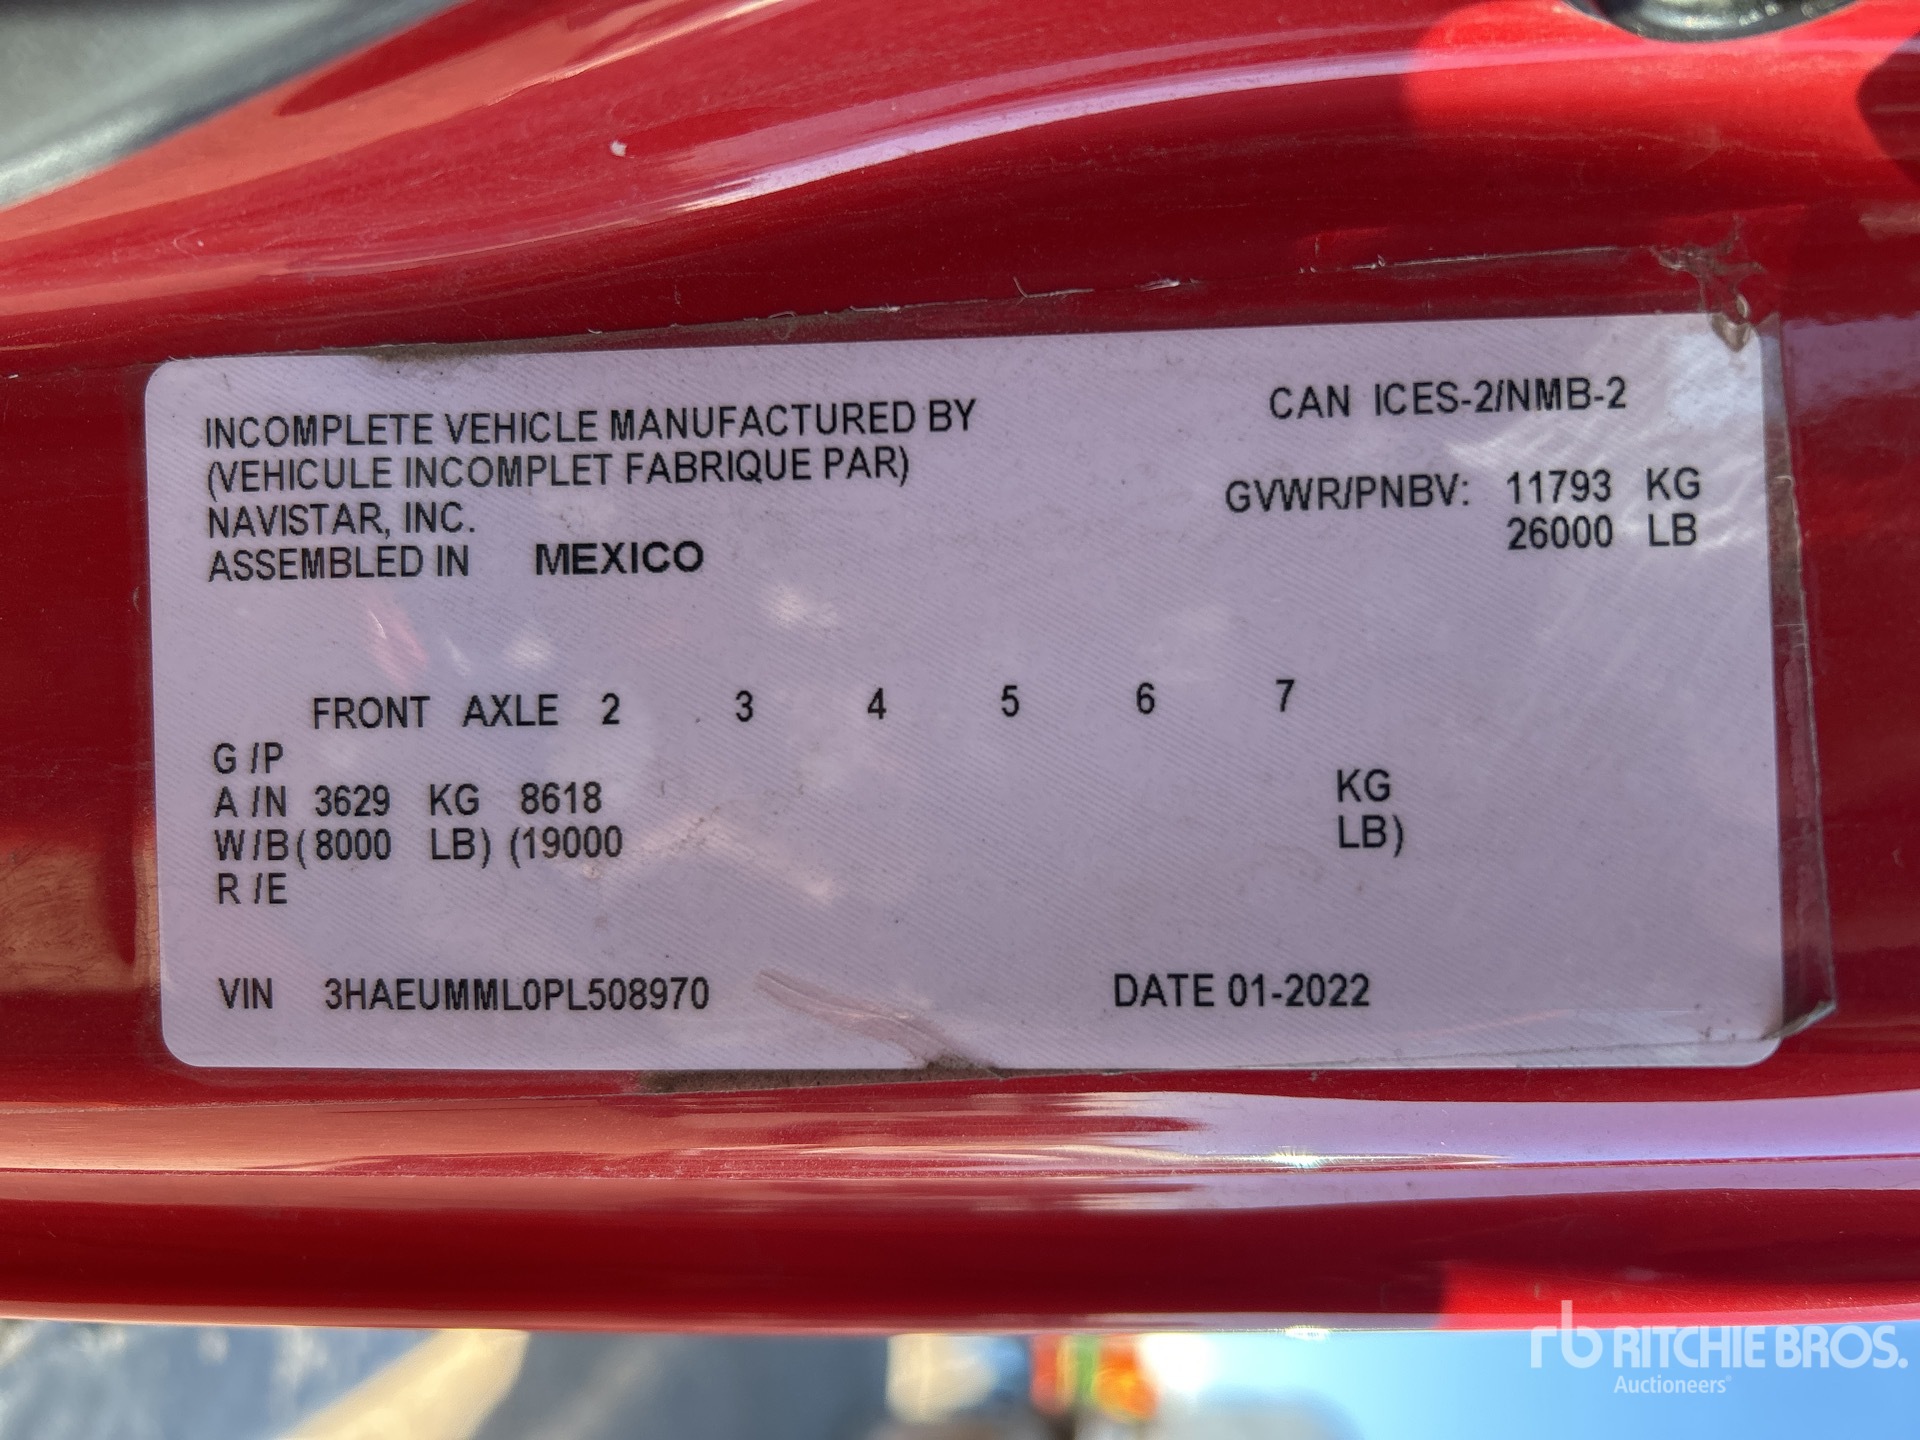 INCOMPLETE VEHICLE MANUFACTURED BY
(VEHICULE INCOMPLET FABRIQUE PAR)
NAVISTAR, INC.
ASSEMBLED IN MEXICO
CAN ICES-2/NMB-2
GVWR/PNBV: 11793 KG
26000 LB
FRONT AXLE 2 3 4 5 6 7
G /P
A /N 3629 KG 8618 KG
W/B (8000 LB) (19000 LB)
R /E
VIN 3HAEUMML0PL508970 DATE 01-2022
rb RITCHIE BROS.
Auctioneers